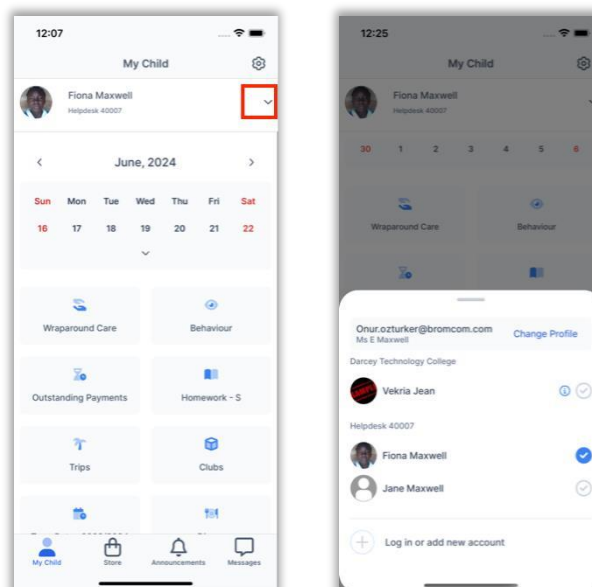 12:07
My Child
Fiona Maxwell
Helpdesk 40007
June, 2024
Sun Mon Tue Wed Thu Fri Sat
16 17 18 19 20 21 22
Wraparound Care Behaviour
Outstanding Payments Homework - S
Trips Clubs
My Child Store Announcements Messages
12:25
My Child
Fiona Maxwell
Helpdesk 40007
30 1 2 3 4 5 6
Wraparound Care Behaviour
Onur.ozturker@bromcom.com Change Profile
Ms E Maxwell
Darcey Technology College
Vekria Jean
Helpdesk 40007
Fiona Maxwell
Jane Maxwell
Log in or add new account